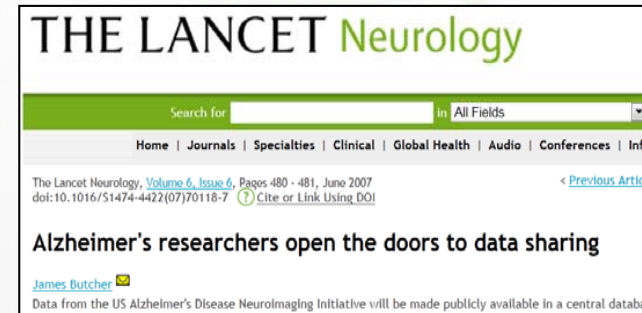 THE LANCET Neurology
Search for in All Fields
Home | Journals | Specialties | Clinical | Global Health | Audio | Conferences |
The Lancet Neurology, Volume 6, Issue 6, Pages 480 - 481, June 2007 < Previous
doi:10.1016/S1474-4422(07)70118-7 ? Cite or Link Using DOI
Alzheimer's researchers open the doors to data sharing
James Butcher
Data from the US Alzheimer's Disease Neuroimaging Initiative will be made publicly available in a central